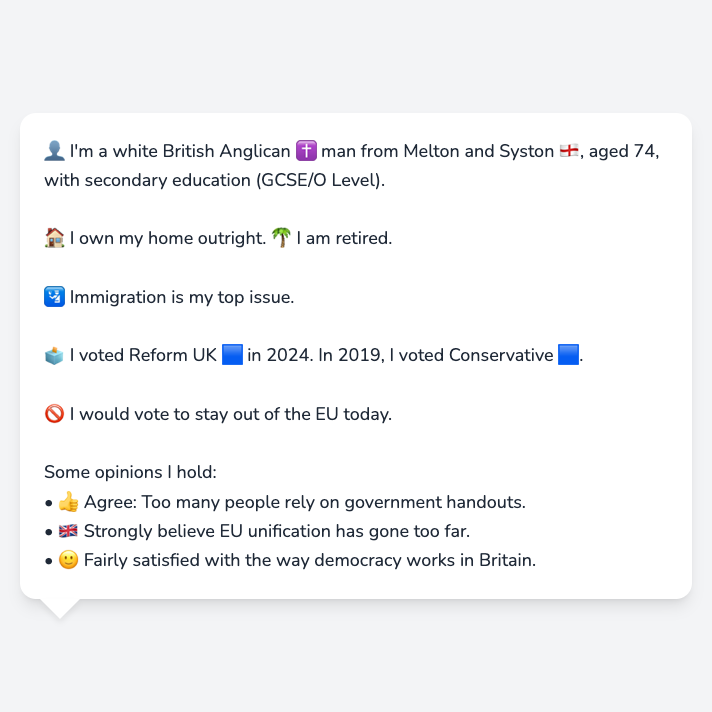 👤 I'm a white British Anglican ✝️ man from Melton and Syston 🏴󠁧󠁢󠁥󠁮󠁧󠁿, aged 74,
with secondary education (GCSE/O Level).
🏠 I own my home outright. 🌴 I am retired.
🛂 Immigration is my top issue.
🗳️ I voted Reform UK 🟦 in 2024. In 2019, I voted Conservative 🟦.
🚫 I would vote to stay out of the EU today.
Some opinions I hold:
• 👍 Agree: Too many people rely on government handouts.
• 🇬🇧 Strongly believe EU unification has gone too far.
• 🙂 Fairly satisfied with the way democracy works in Britain.